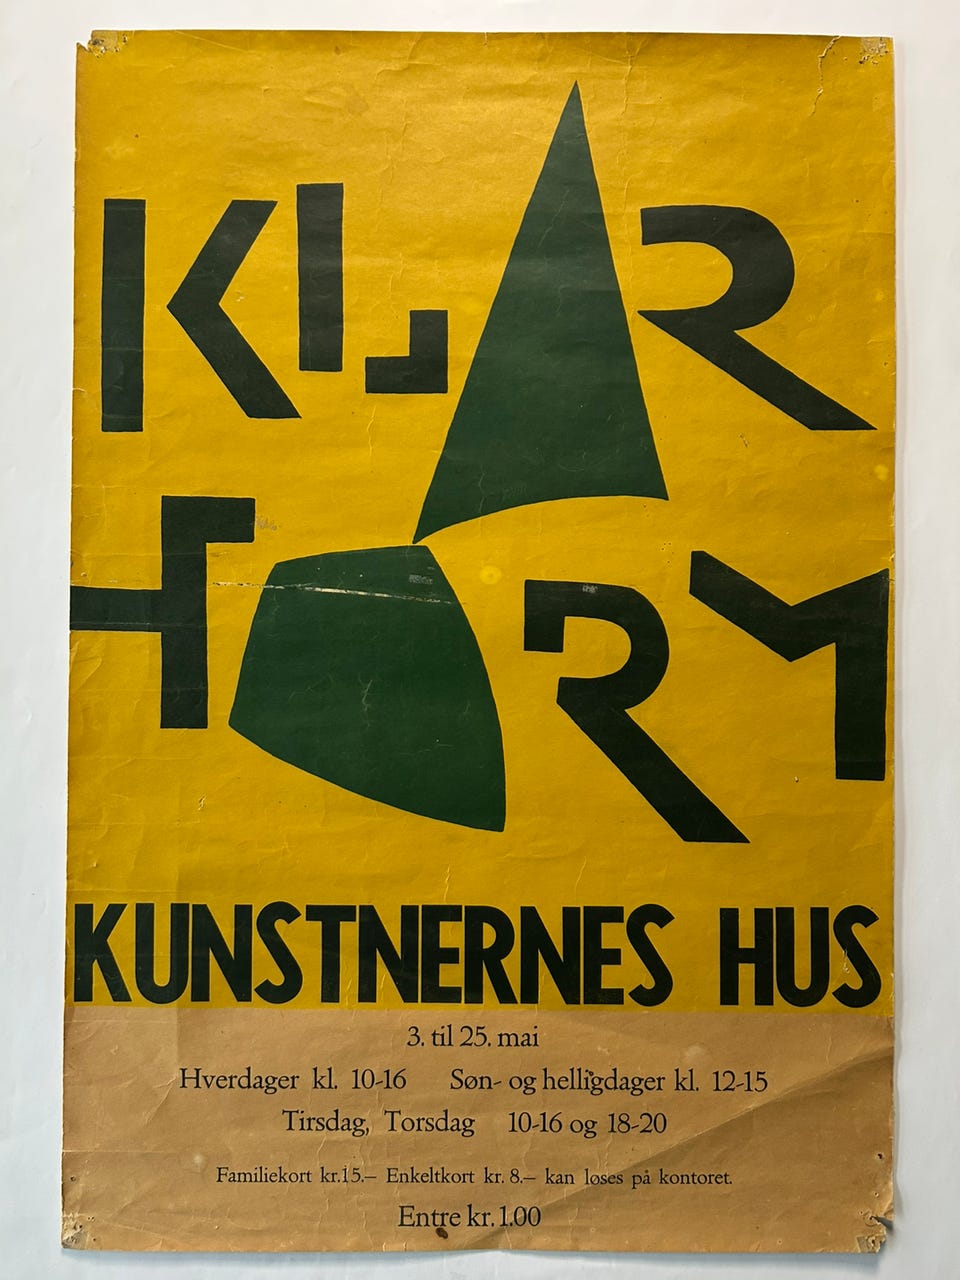 KLAR
FORM
KUNSTNERNES HUS
3. til 25. mai
Hverdager kl. 10-16 Søn- og helligdager kl. 12-15
Tirsdag, Torsdag 10-16 og 18-20
Familiekort kr.15.– Enkeltkort kr. 8.– kan løses på kontoret.
Entre kr. 1.00